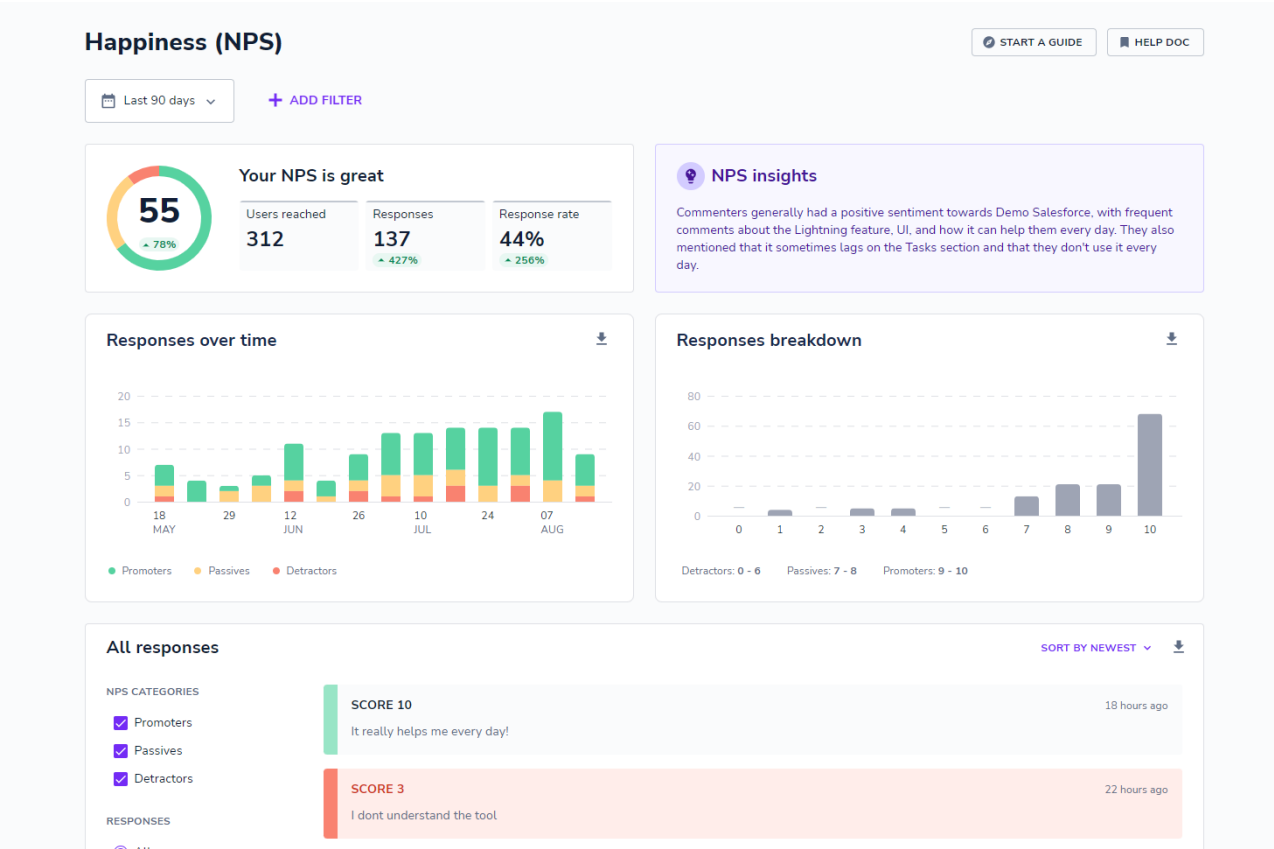 Happiness (NPS)
START A GUIDE
HELP DOC
Last 90 days
ADD FILTER
55
78%
Your NPS is great
Users reached
312
Responses
137
427%
Response rate
44%
256%
NPS insights
Commenters generally had a positive sentiment towards Demo Salesforce, with frequent
comments about the Lightning feature, UI, and how it can help them every day. They also
mentioned that it sometimes lags on the Tasks section and that they don't use it every
day.
Responses over time
20
15
10
5
0
18 29 12 26 10 24 07
MAY JUN JUL AUG
Promoters Passives Detractors
Responses breakdown
80
60
40
20
0
0 1 2 3 4 5 6 7 8 9 10
Detractors: 0 - 6 Passives: 7 - 8 Promoters: 9 - 10
All responses
SORT BY NEWEST
NPS CATEGORIES
Promoters
Passives
Detractors
RESPONSES
SCORE 10
18 hours ago
It really helps me every day!
SCORE 3
22 hours ago
I dont understand the tool